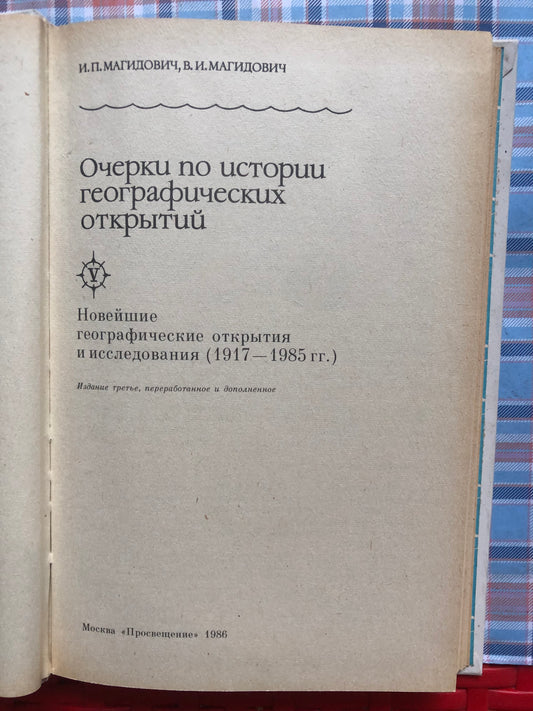 И. П. МАГИДОВИЧ, В. И. МАГИДОВИЧ
Очерки по истории
географических
открытий
V
Новейшие
географические открытия
и исследования (1917—1985 гг.)
Издание третье, переработанное и дополненное
Москва «Просвещение» 1986